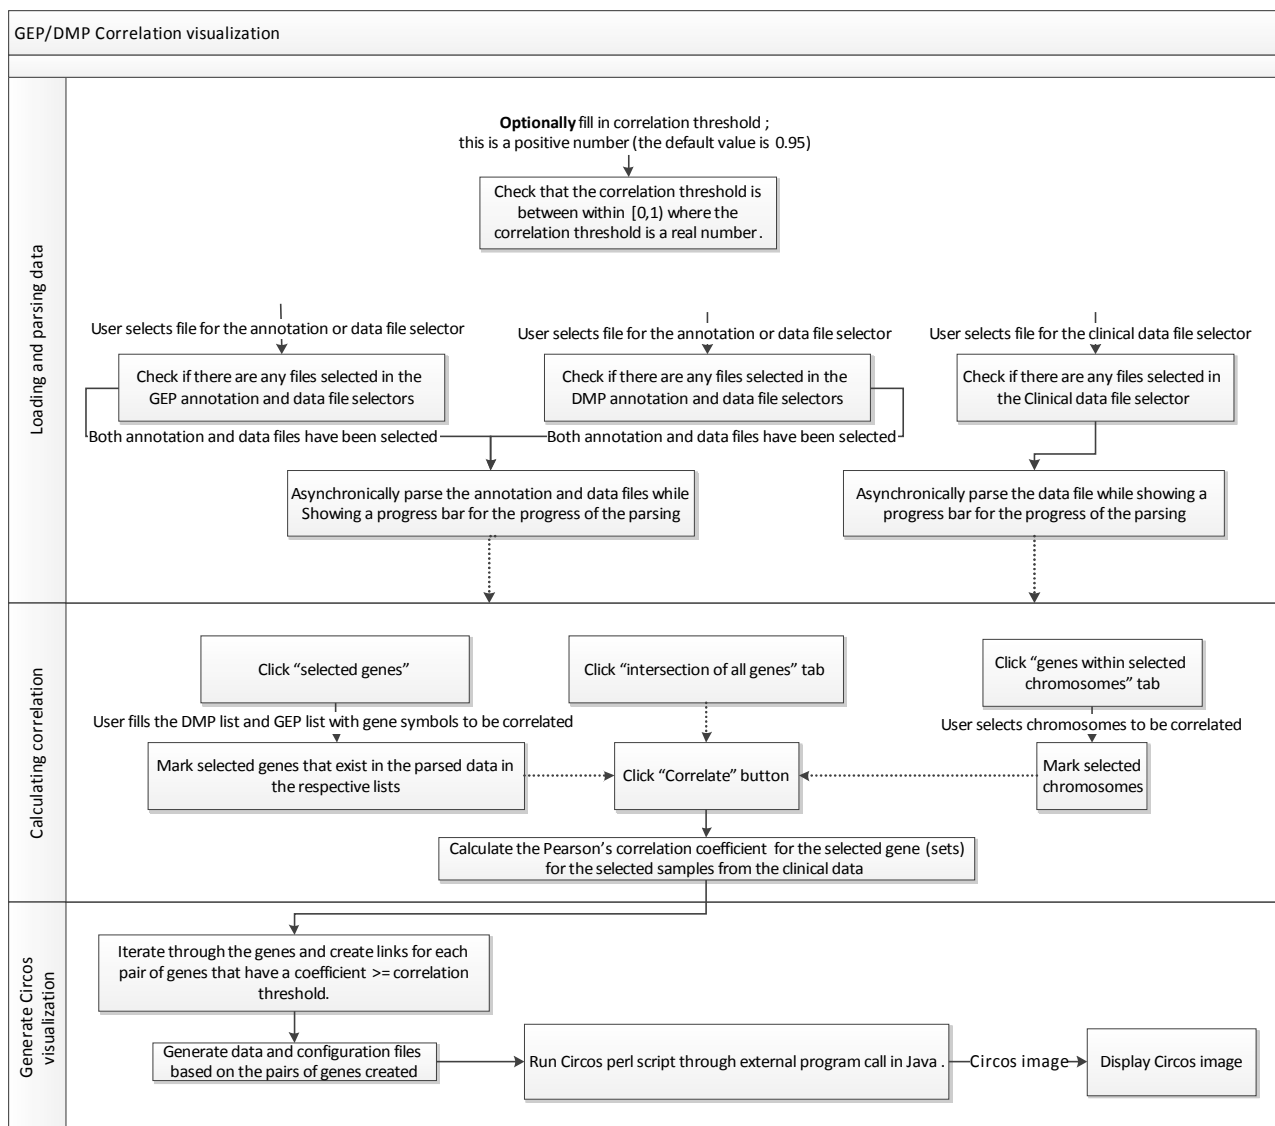 GEP/DMP Correlation visualization
Loading and parsing data
Optionally fill in correlation threshold ;
this is a positive number (the default value is 0.95)
Check that the correlation threshold is
between within [0,1) where the
correlation threshold is a real number .
User selects file for the annotation or data file selector
User selects file for the annotation or data file selector
User selects file for the clinical data file selector
Check if there are any files selected in the
GEP annotation and data file selectors
Check if there are any files selected in the
DMP annotation and data file selectors
Check if there are any files selected in
the Clinical data file selector
Both annotation and data files have been selected
Both annotation and data files have been selected
Asynchronically parse the annotation and data files while
Showing a progress bar for the progress of the parsing
Asynchronically parse the data file while showing a
progress bar for the progress of the parsing
Calculating correlation
Click “selected genes”
Click “intersection of all genes” tab
Click “genes within selected
chromosomes” tab
User fills the DMP list and GEP list with gene symbols to be correlated
User selects chromosomes to be correlated
Mark selected genes that exist in the parsed data in
the respective lists
Click “Correlate” button
Mark selected
chromosomes
Calculate the Pearson’s correlation coefficient for the selected gene (sets)
for the selected samples from the clinical data
Generate Circos
visualization
Iterate through the genes and create links for each
pair of genes that have a coefficient >= correlation
threshold.
Generate data and configuration files
based on the pairs of genes created
Run Circos perl script through external program call in Java .
Circos image
Display Circos image